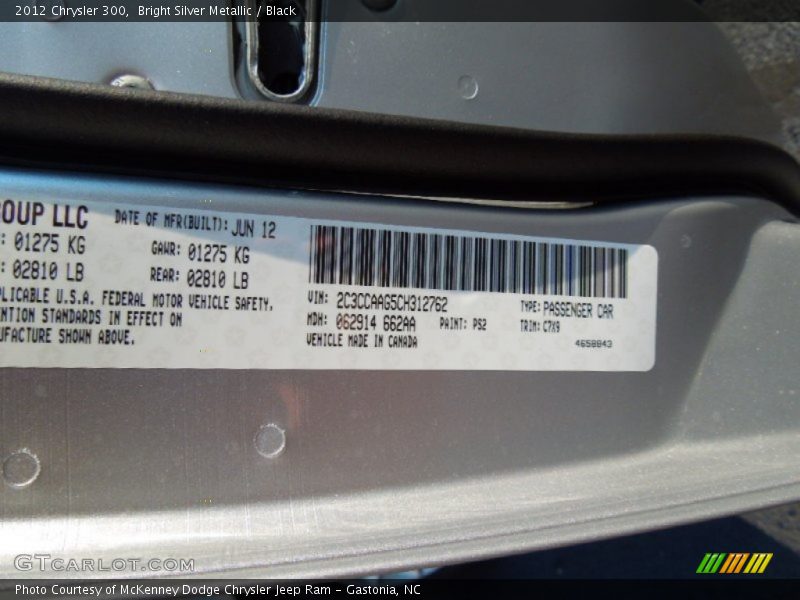 2012 Chrysler 300, Bright Silver Metallic / Black
OUP LLC DATE OF MFR(BUILT): JUN 12
01275 KG GAWR: 01275 KG
02810 LB REAR: 02810 LB
U.S.A. FEDERAL MOTOR VEHICLE SAFETY,
STANDARDS IN EFFECT ON
SHOWN ABOVE.
VIN: 2C3CCAAG5CH312762 TYPE: PASSENGER CAR
MDH: 062914 662AA PAINT: PS2 TRIM: C7X9
VEHICLE MADE IN CANADA 4658843
GTCARLOT.COM
Photo Courtesy of McKenney Dodge Chrysler Jeep Ram - Gastonia, NC